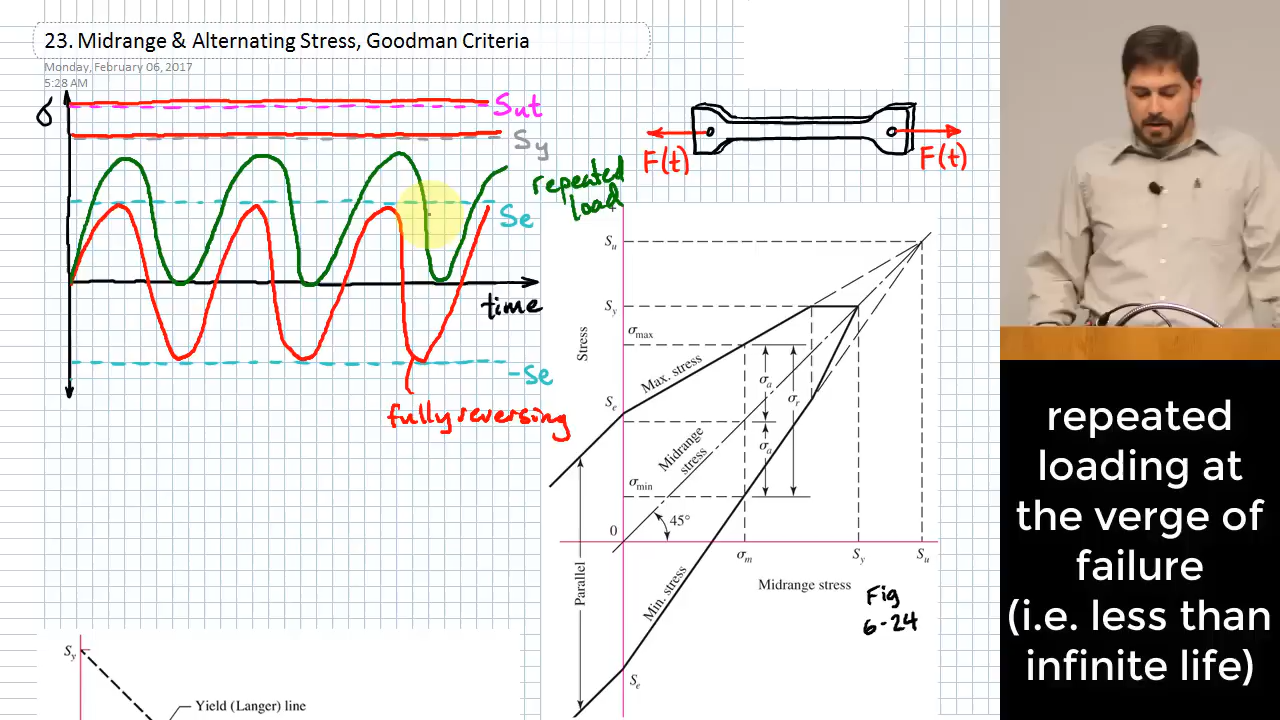 23. Midrange & Alternating Stress, Goodman Criteria
Monday, February 06, 2017
5:28 AM
σ
Sut
Sy
repeated
load
Se
time
-Se
fully reversing
F(t)
F(t)
Su
Sy
σmax
Stress
Max. stress
σa
σr
Se
Midrange
stress
σa
σmin
0
45°
σm
Sy
Su
Parallel
Midrange stress
Min. stress
Fig
6-24
Se
Sy
Yield (Langer) line
repeated
loading at
the verge of
failure
(i.e. less than
infinite life)